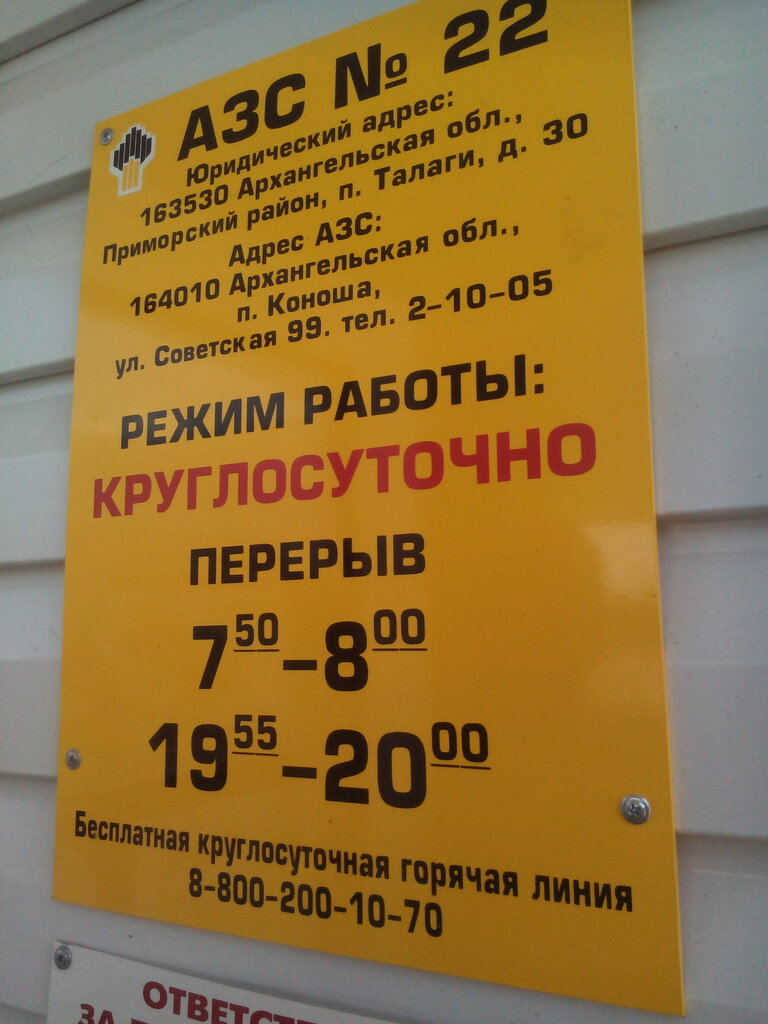 АЗС № 22
Юридический адрес:
163530 Архангельская обл.,
Приморский район, п. Талаги, д. 30
Адрес АЗС:
164010 Архангельская обл.,
п. Коноша,
ул. Советская 99. тел. 2-10-05
РЕЖИМ РАБОТЫ:
КРУГЛОСУТОЧНО
ПЕРЕРЫВ
7 50 - 8 00
19 55 - 20 00
Бесплатная круглосуточная горячая линия
8-800-200-10-70
ЗА